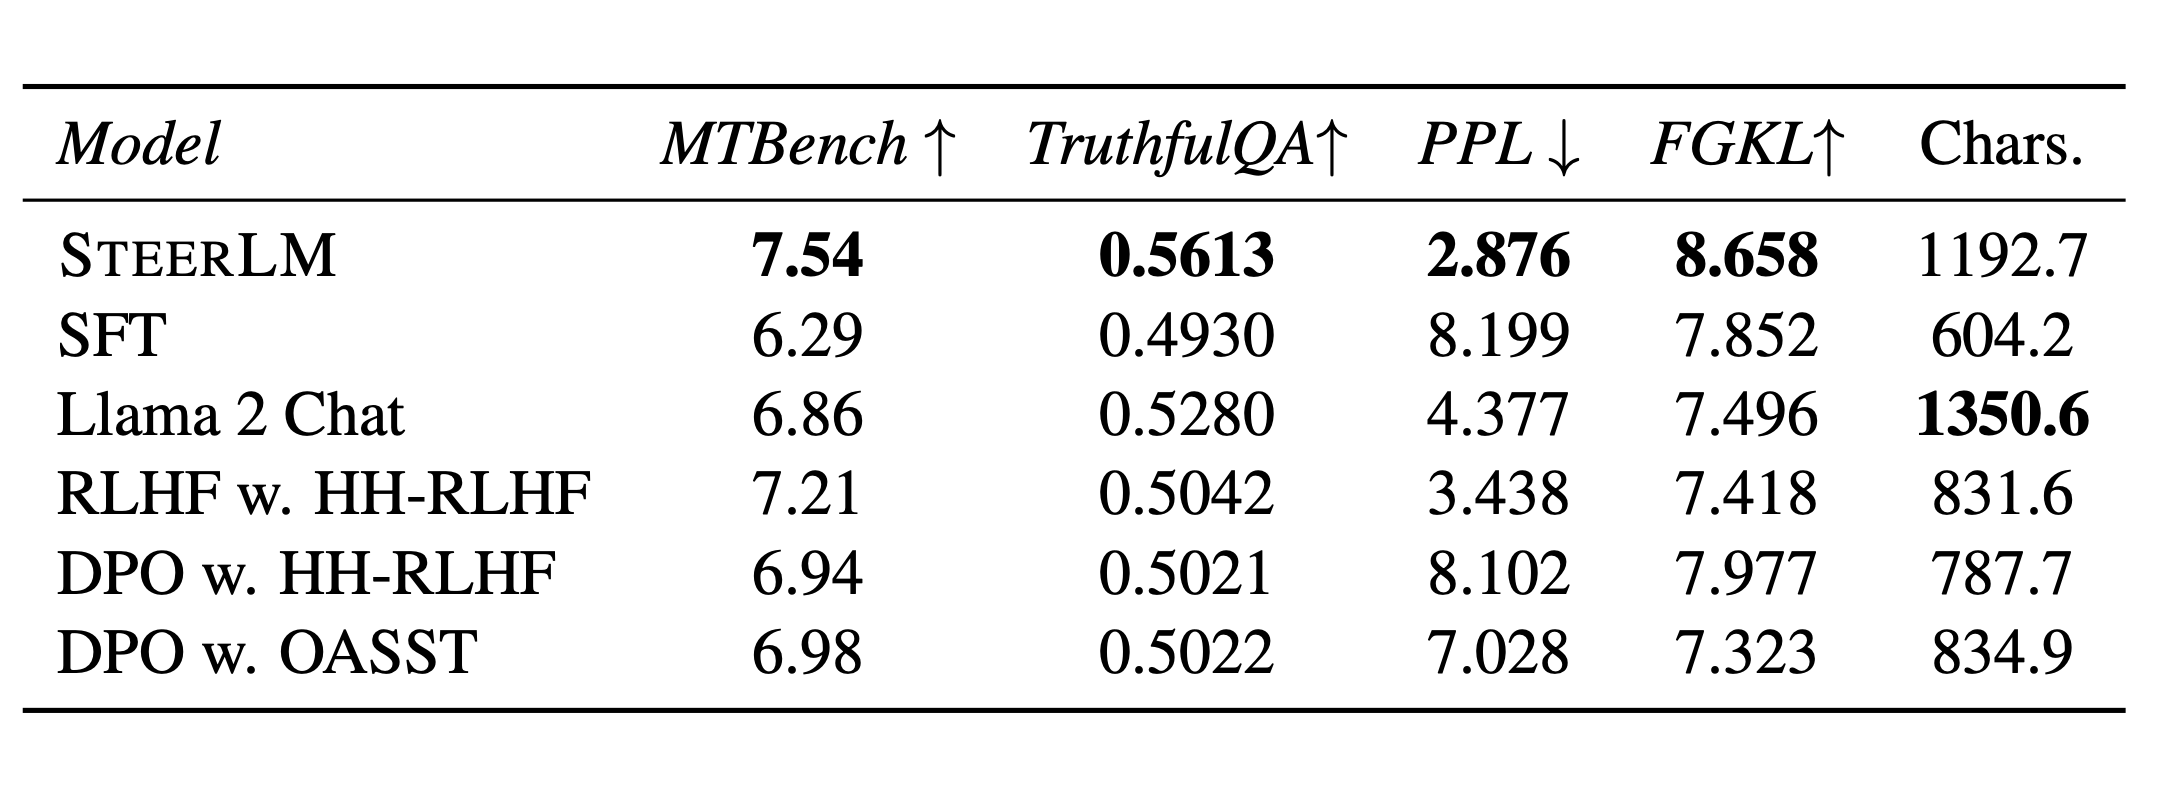 Model MTBench ↑ TruthfulQA↑ PPL ↓ FGKL↑ Chars.
STEERLM 7.54 0.5613 2.876 8.658 1192.7
SFT 6.29 0.4930 8.199 7.852 604.2
Llama 2 Chat 6.86 0.5280 4.377 7.496 1350.6
RLHF w. HH-RLHF 7.21 0.5042 3.438 7.418 831.6
DPO w. HH-RLHF 6.94 0.5021 8.102 7.977 787.7
DPO w. OASST 6.98 0.5022 7.028 7.323 834.9